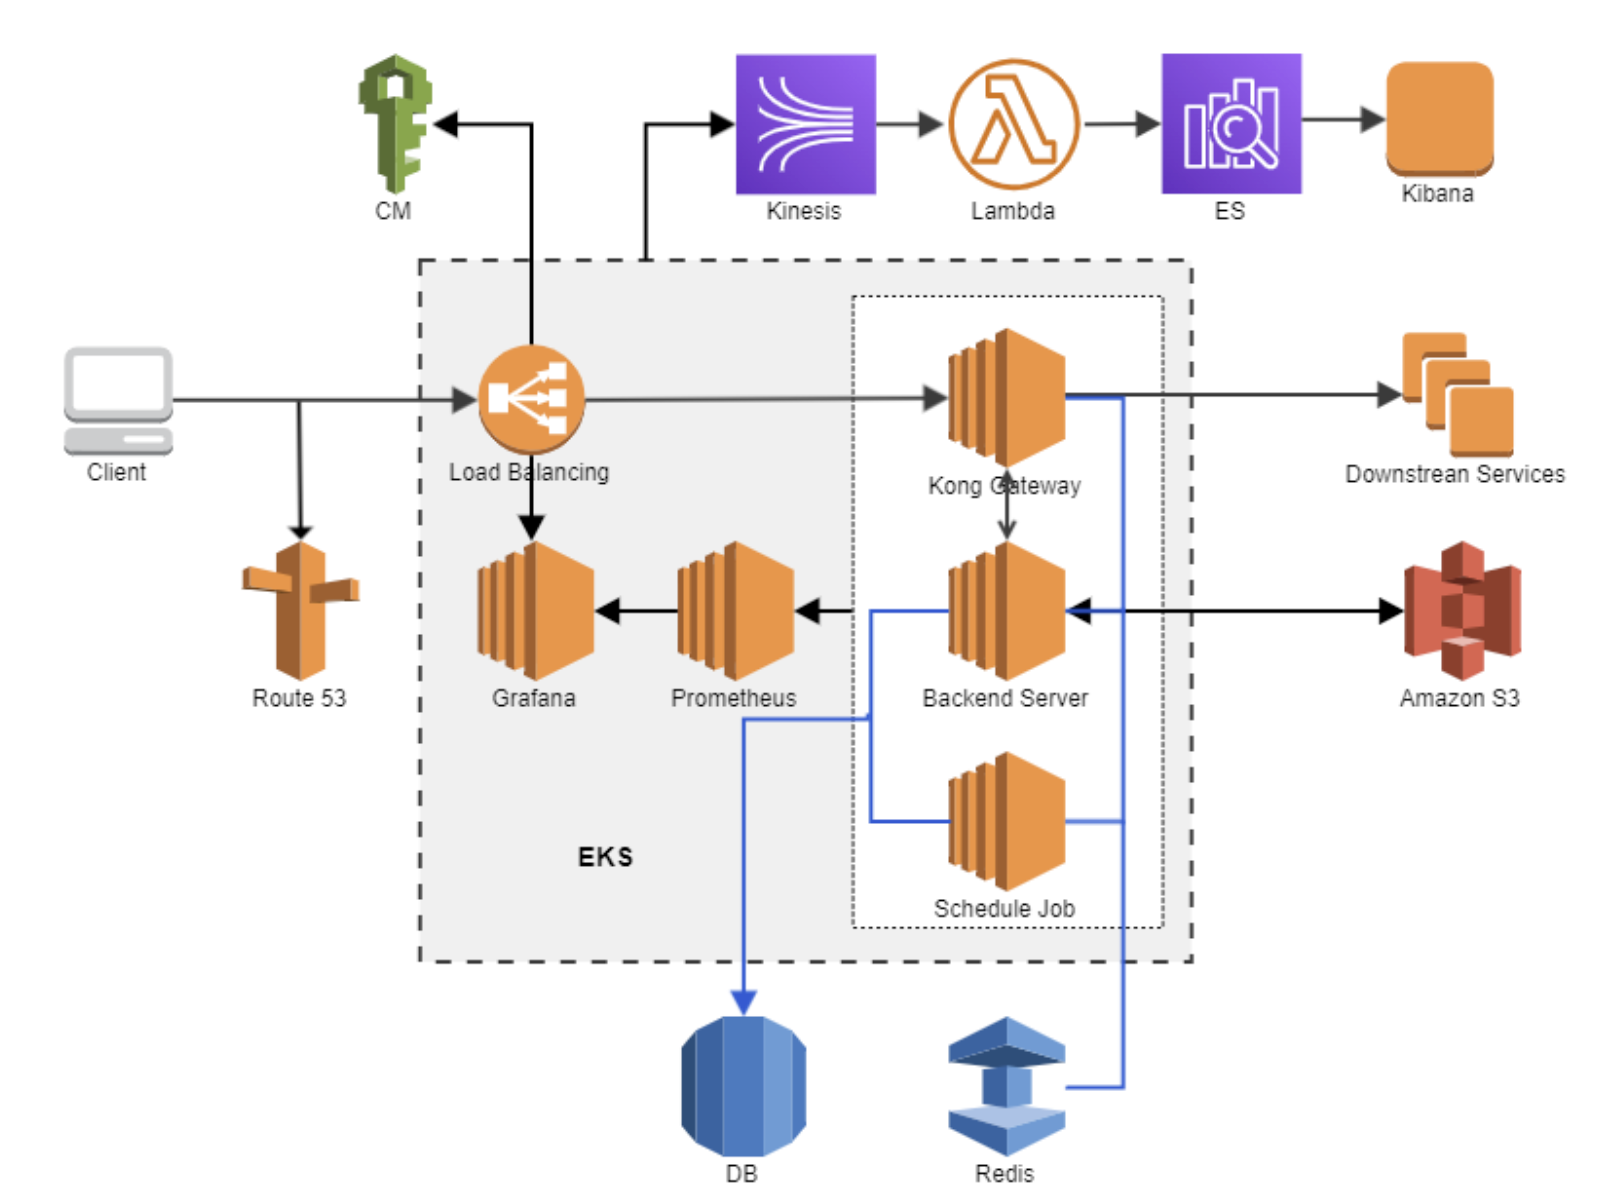 CM
Kinesis
Lambda
ES
Kibana
Client
Load Balancing
Kong Gateway
Downstrean Services
Route 53
Grafana
Prometheus
Backend Server
Amazon S3
EKS
Schedule Job
DB
Redis